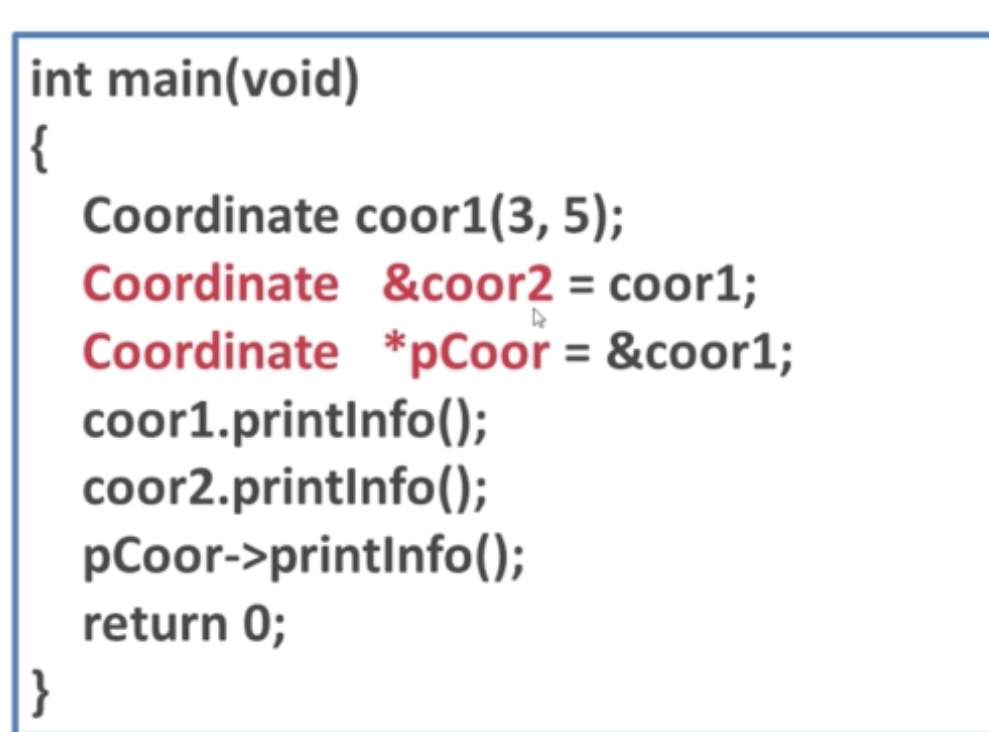 int main(void)
{
Coordinate coor1(3, 5);
Coordinate &coor2 = coor1;
Coordinate *pCoor = &coor1;
coor1.printInfo();
coor2.printInfo();
pCoor->printInfo();
return 0;
}